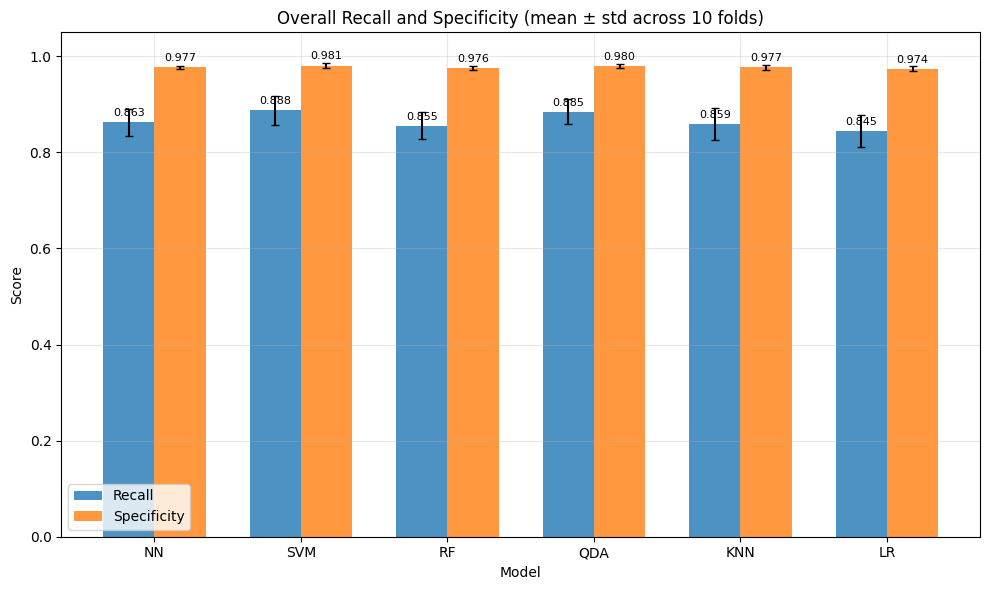 Overall Recall and Specificity (mean ± std across 10 folds)
1.0
0.8
0.6
0.4
0.2
0.0
Score
0.863
0.977
0.888
0.981
0.855
0.976
0.885
0.980
0.859
0.977
0.845
0.974
Recall
Specificity
NN
SVM
RF
QDA
KNN
LR
Model